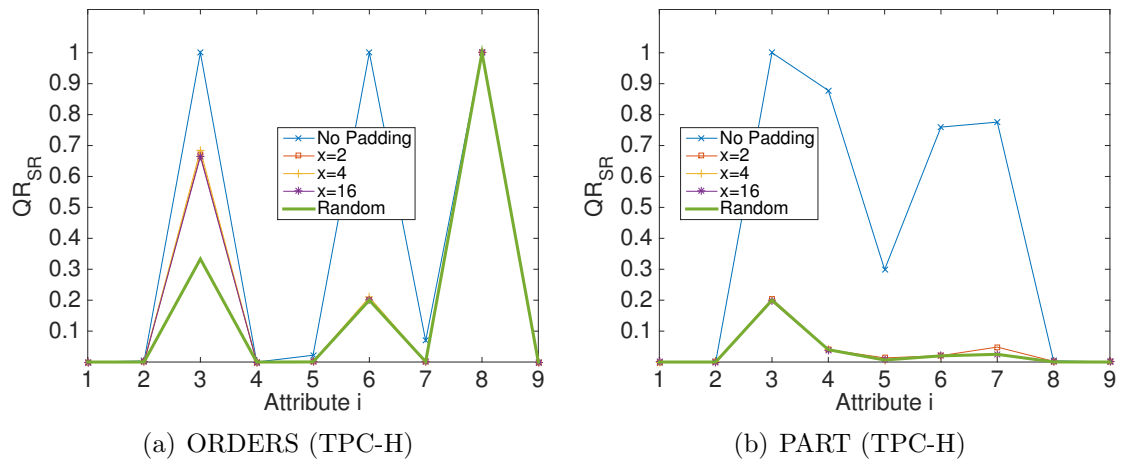 QR_SR
1
0.9
0.8
0.7
0.6
0.5
0.4
0.3
0.2
0.1
No Padding
x=2
x=4
x=16
Random
1 2 3 4 5 6 7 8 9
Attribute i
(a) ORDERS (TPC-H)
QR_SR
1
0.9
0.8
0.7
0.6
0.5
0.4
0.3
0.2
0.1
No Padding
x=2
x=4
x=16
Random
1 2 3 4 5 6 7 8 9
Attribute i
(b) PART (TPC-H)